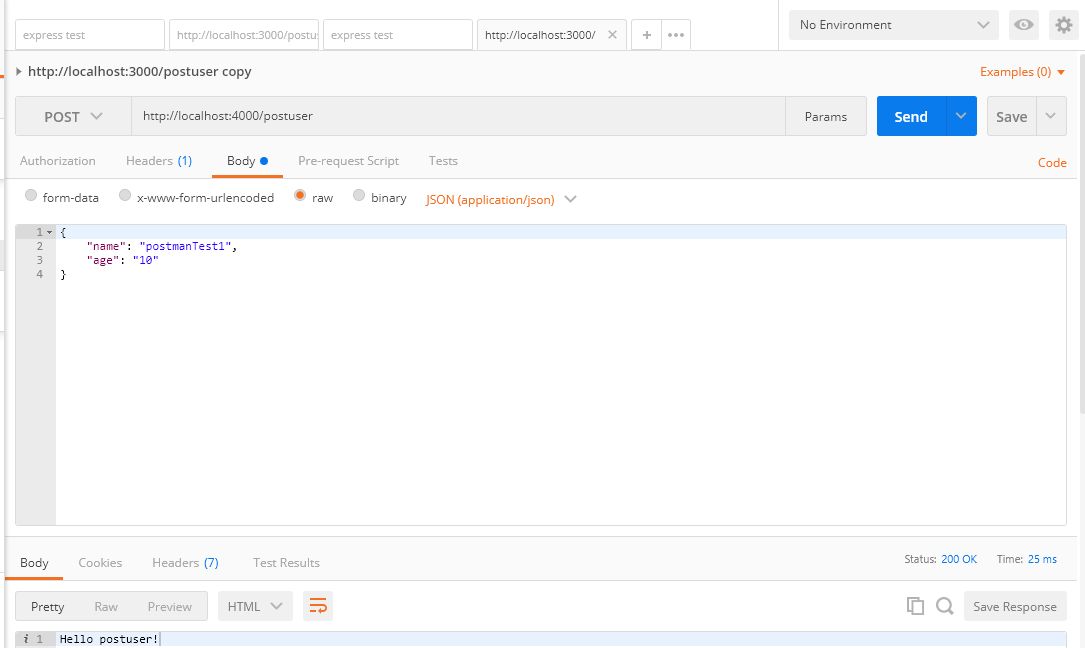 express test
http://localhost:3000/postus
express test
http://localhost:3000/
No Environment
http://localhost:3000/postuser copy
Examples (0)
POST
http://localhost:4000/postuser
Params
Send
Save
Authorization
Headers (1)
Body
Pre-request Script
Tests
Code
form-data
x-www-form-urlencoded
raw
binary
JSON (application/json)
1 {
2 "name": "postmanTest1",
3 "age": "10"
4 }
Body
Cookies
Headers (7)
Test Results
Status: 200 OK
Time: 25 ms
Pretty
Raw
Preview
HTML
Save Response
i 1 Hello postuser!